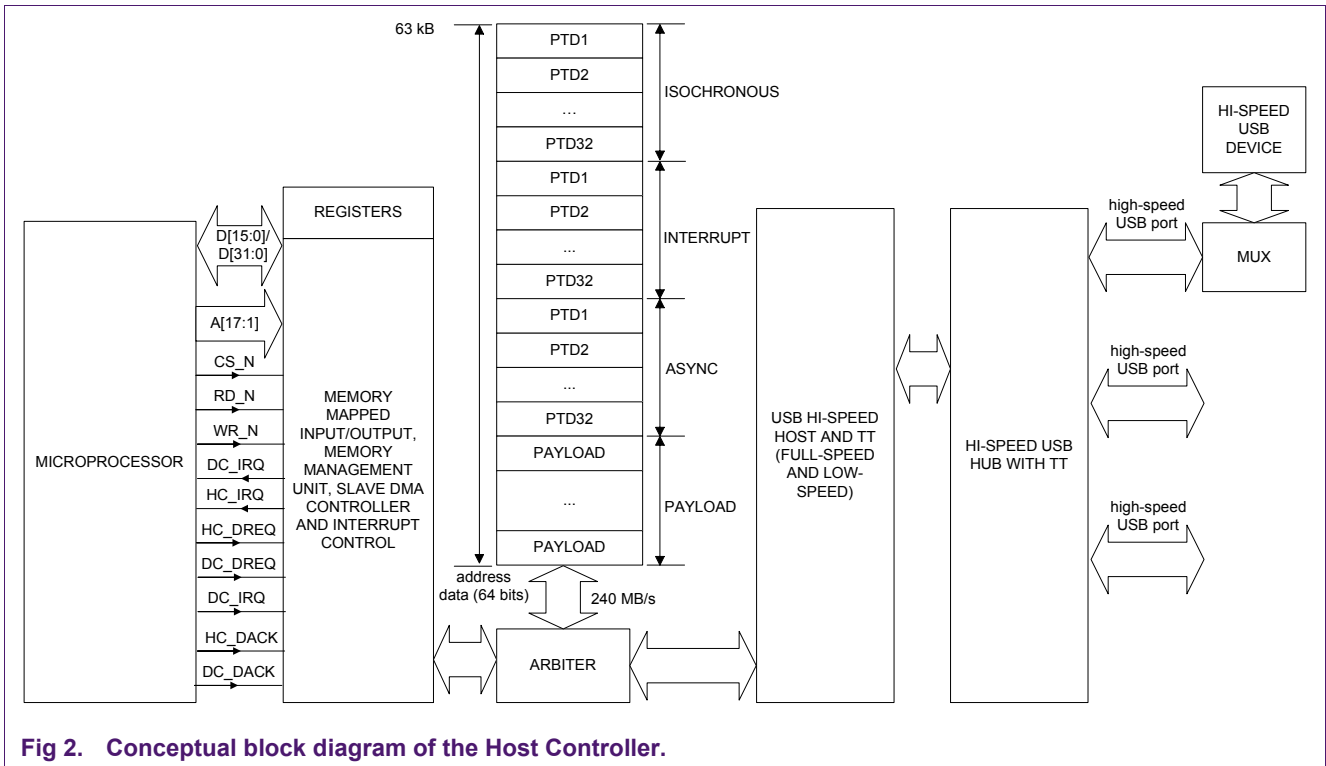 63 kB
PTD1
PTD2
...
PTD32
ISOCHRONOUS
PTD1
PTD2
...
PTD32
INTERRUPT
PTD1
PTD2
...
PTD32
ASYNC
PAYLOAD
...
PAYLOAD
PAYLOAD
address
data (64 bits)
240 MB/s
ARBITER
MICROPROCESSOR
D[15:0]/
D[31:0]
A[17:1]
CS_N
RD_N
WR_N
DC_IRQ
HC_IRQ
HC_DREQ
DC_DREQ
DC_IRQ
HC_DACK
DC_DACK
REGISTERS
MEMORY
MAPPED
INPUT/OUTPUT,
MEMORY
MANAGEMENT
UNIT, SLAVE DMA
CONTROLLER
AND INTERRUPT
CONTROL
USB HI-SPEED
HOST AND TT
(FULL-SPEED
AND LOW-
SPEED)
HI-SPEED USB
HUB WITH TT
high-speed
USB port
high-speed
USB port
high-speed
USB port
HI-SPEED
USB
DEVICE
MUX
Fig 2. Conceptual block diagram of the Host Controller.